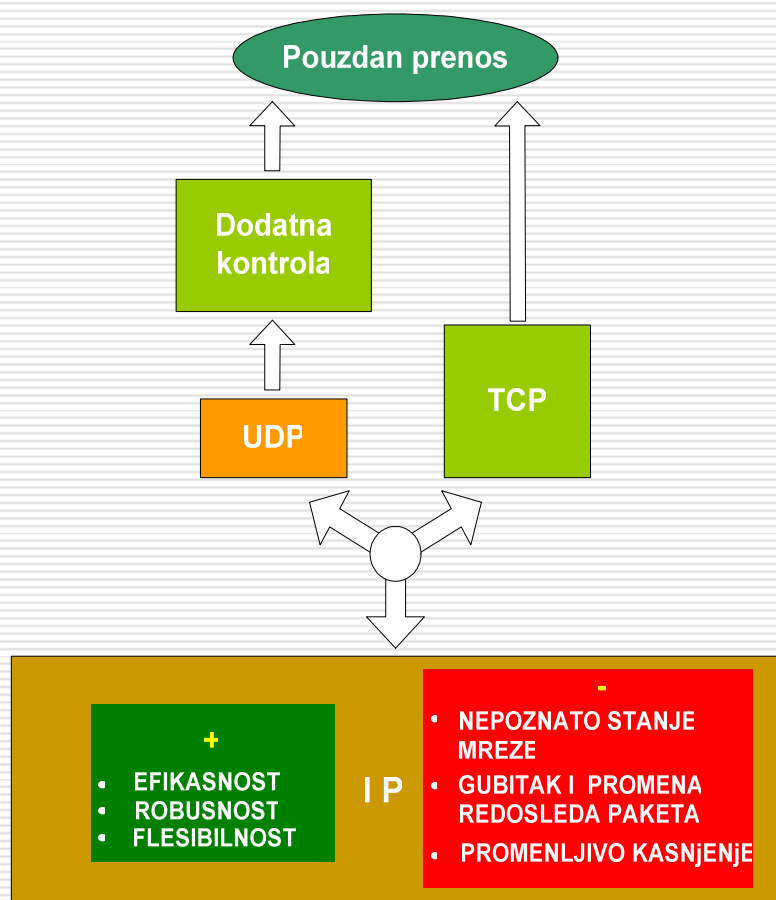 Pouzdan prenos
Dodatna
kontrola
TCP
UDP
+
• EFIKASNOST
• ROBUSNOST
• FLESIBILNOST
I P
-
• NEPOZNATO STANJE
MREZE
• GUBITAK I PROMENA
REDOSLEDA PAKETA
• PROMENLJIVO KASNjENjE